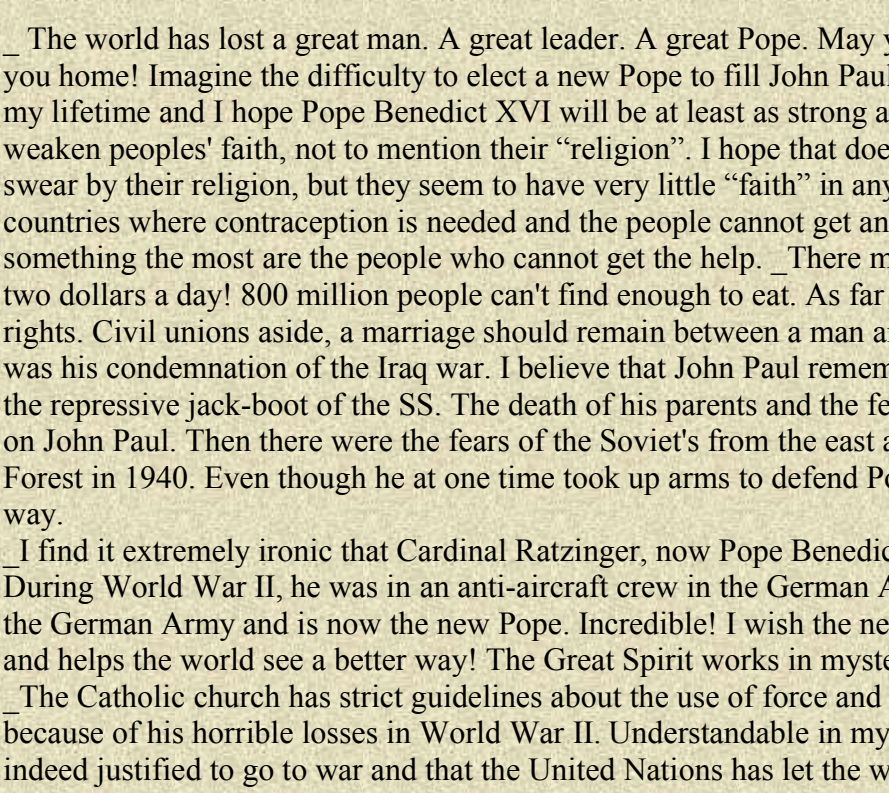 _ The world has lost a great man. A great leader. A great Pope. May y
you home! Imagine the difficulty to elect a new Pope to fill John Paul
my lifetime and I hope Pope Benedict XVI will be at least as strong a
weaken peoples' faith, not to mention their “religion”. I hope that doe
swear by their religion, but they seem to have very little “faith” in any
countries where contraception is needed and the people cannot get an
something the most are the people who cannot get the help. _There m
two dollars a day! 800 million people can't find enough to eat. As far
rights. Civil unions aside, a marriage should remain between a man a
was his condemnation of the Iraq war. I believe that John Paul remem
the repressive jack-boot of the SS. The death of his parents and the fe
on John Paul. Then there were the fears of the Soviet's from the east a
Forest in 1940. Even though he at one time took up arms to defend Po
way.
_I find it extremely ironic that Cardinal Ratzinger, now Pope Benedic
During World War II, he was in an anti-aircraft crew in the German A
the German Army and is now the new Pope. Incredible! I wish the ne
and helps the world see a better way! The Great Spirit works in myste
_The Catholic church has strict guidelines about the use of force and
because of his horrible losses in World War II. Understandable in my
indeed justified to go to war and that the United Nations has let the w